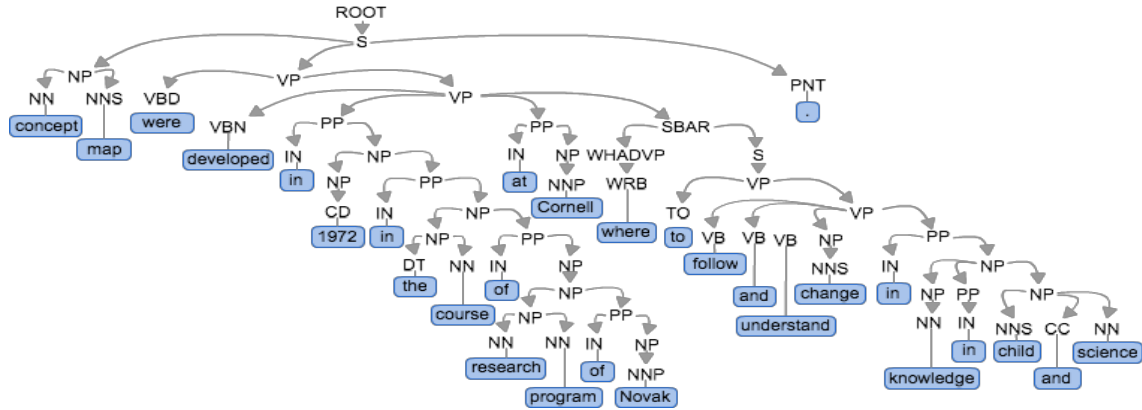 ROOT
S
NP VP PNT
NN NNS VBD VP .
concept map were
VBN PP PP SBAR
developed IN NP IN NP WHADVP S
in at NNP WRB VP
NP PP Cornell where
CD IN NP TO VP
1972 in to
NP PP VB VB VB NP PP
follow and understand NNS change
DT NN IN NP IN NP
the course of in
NP NP PP NP
NP PP NN IN NNS CC NN
NN NN IN NP in child science
research of
program NNP knowledge and
Novak